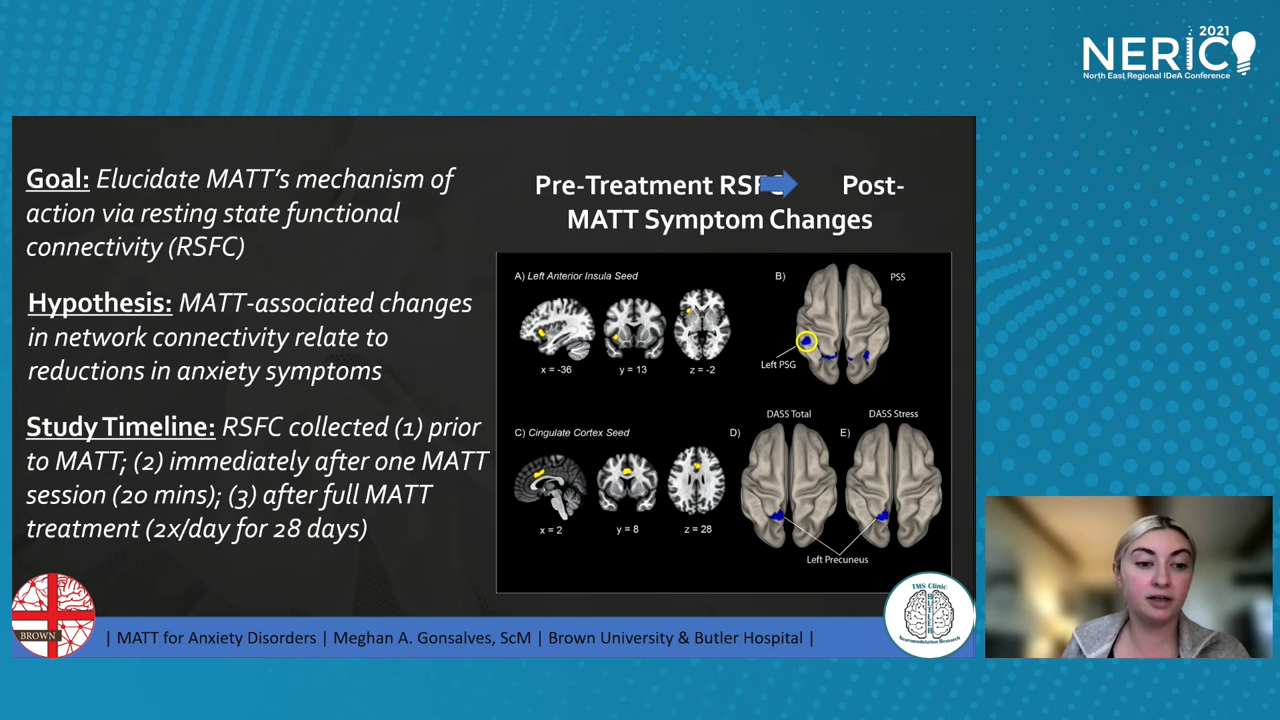 2021
NERIC
North East Regional IDeA Conference
Goal: Elucidate MATT's mechanism of
action via resting state functional
connectivity (RSFC)
Hypothesis: MATT-associated changes
in network connectivity relate to
reductions in anxiety symptoms
Study Timeline: RSFC collected (1) prior
to MATT; (2) immediately after one MATT
session (20 mins); (3) after full MATT
treatment (2x/day for 28 days)
Pre-Treatment RSFC Post-
MATT Symptom Changes
A) Left Anterior Insula Seed
x = -36
y = 13
z = -2
B)
PSS
Left PSG
C) Cingulate Cortex Seed
x = 2
y = 8
z = 28
DASS Total
DASS Stress
D)
E)
Left Precuneus
BROWN
| MATT for Anxiety Disorders | Meghan A. Gonsalves, ScM | Brown University & Butler Hospital |
TMS Clinic
BUTLER
Neuromodulation Research